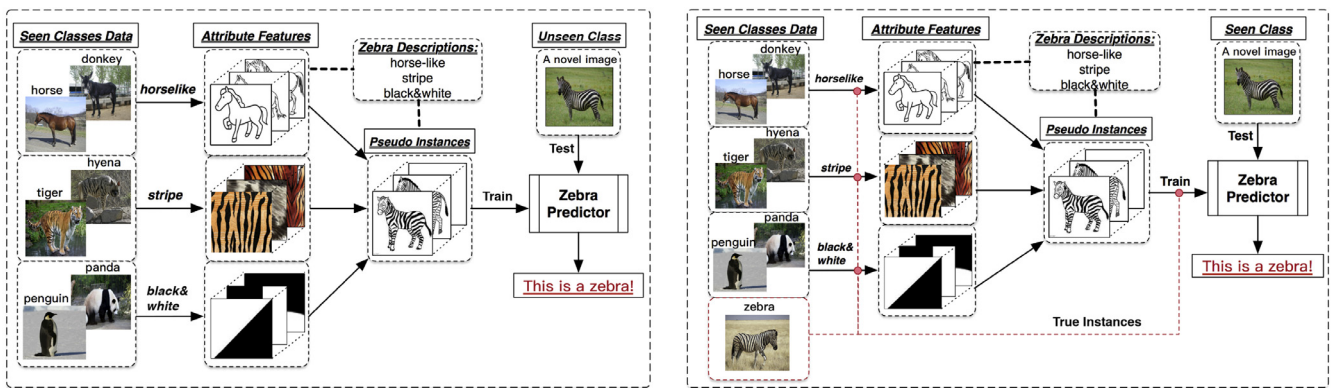 Seen Classes Data
Attribute Features
Zebra Descriptions:
horse-like
stripe
black&white
Unseen Class
A novel image
donkey
horse
horselike
hyena
tiger
stripe
Pseudo Instances
Test
Train
Zebra
Predictor
panda
penguin
black&
white
This is a zebra!
Seen Classes Data
Attribute Features
Zebra Descriptions:
horse-like
stripe
black&white
Seen Class
A novel image
donkey
horse
horselike
hyena
tiger
stripe
Pseudo Instances
Test
Train
Zebra
Predictor
panda
penguin
black&
white
This is a zebra!
zebra
True Instances